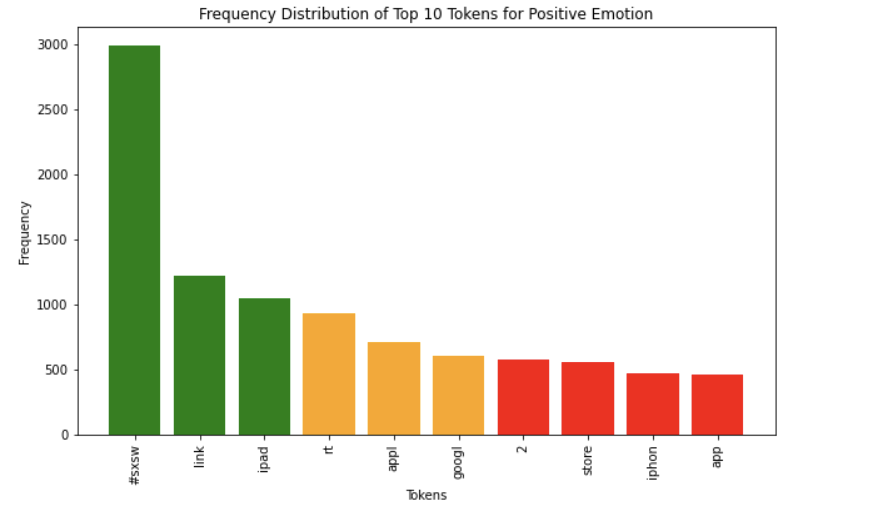 Frequency Distribution of Top 10 Tokens for Positive Emotion
3000
2500
2000
1500
1000
500
0
Frequency
#sxsw
link
ipad
rt
appl
googl
2
store
iphon
app
Tokens